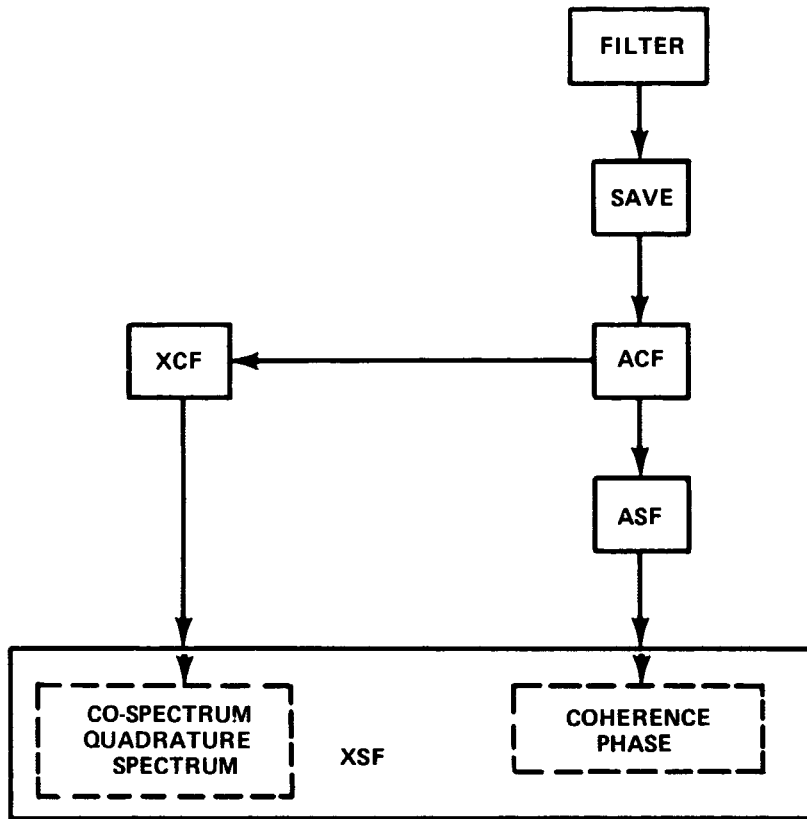 FILTER
SAVE
XCF
ACF
ASF
CO-SPECTRUM
QUADRATURE
SPECTRUM
XSF
COHERENCE
PHASE